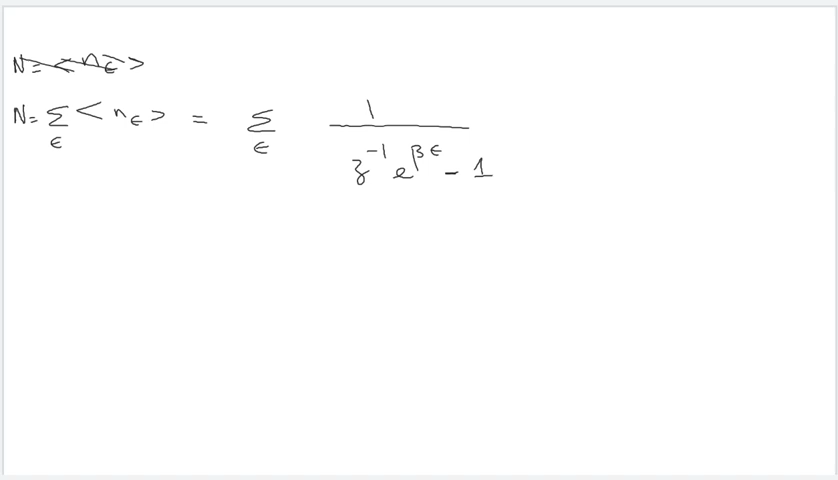 N = <n_ϵ>
N = Σ_ϵ <n_ϵ> = Σ_ϵ 1 / (z^{-1} e^{βϵ} - 1)